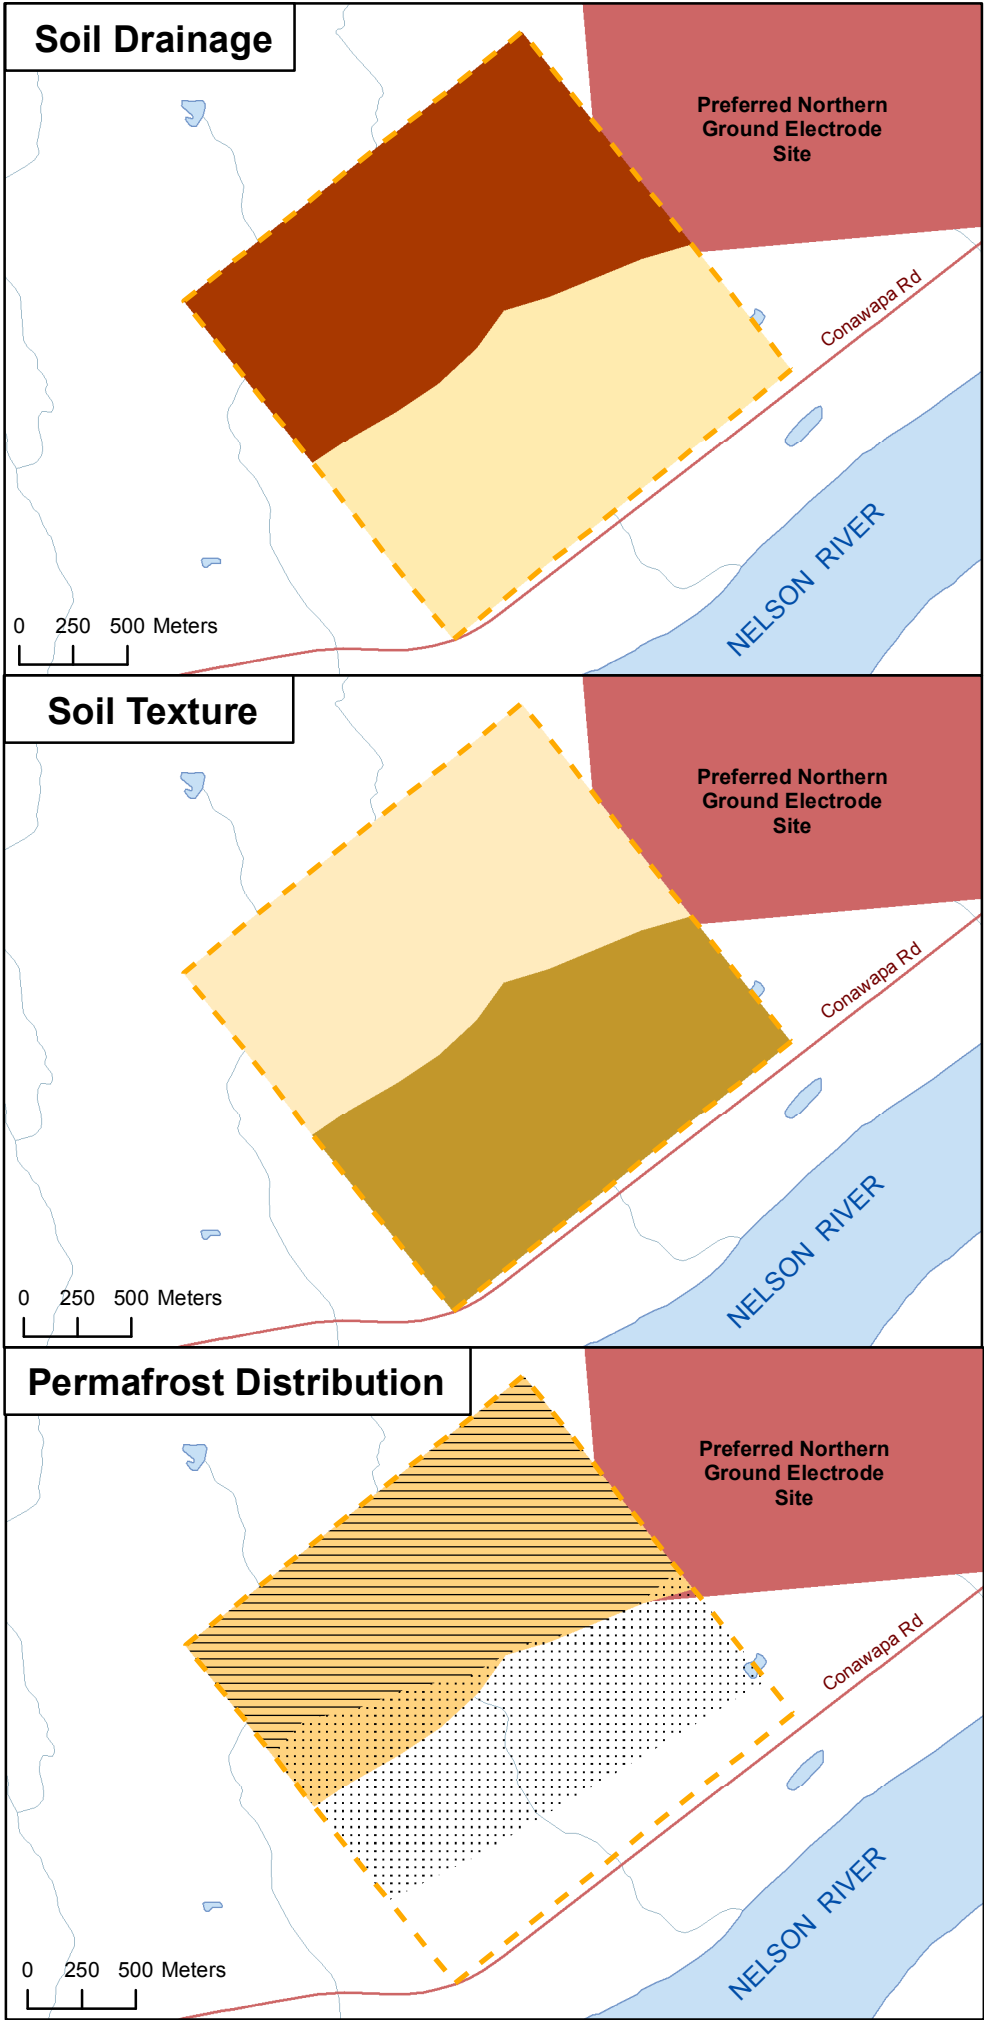 Soil Drainage
Preferred Northern
Ground Electrode
Site
Conawapa Rd
NELSON RIVER
0 250 500 Meters
Soil Texture
Preferred Northern
Ground Electrode
Site
Conawapa Rd
NELSON RIVER
0 250 500 Meters
Permafrost Distribution
Preferred Northern
Ground Electrode
Site
Conawapa Rd
NELSON RIVER
0 250 500 Meters